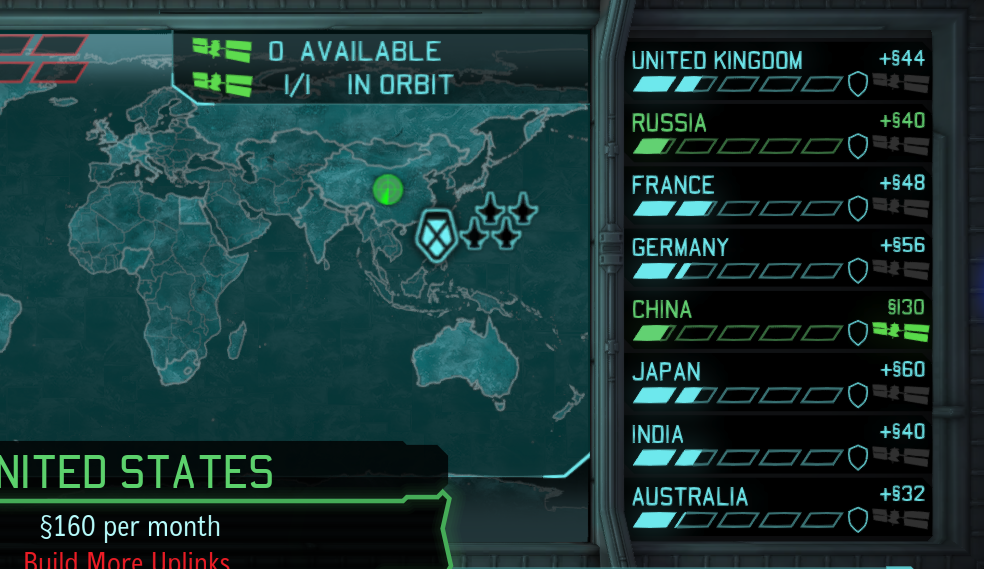 0 AVAILABLE
1/1 IN ORBIT
UNITED KINGDOM +§44
RUSSIA +§40
FRANCE +§48
GERMANY +§56
CHINA §130
JAPAN +§60
INDIA +§40
AUSTRALIA +§32
NITED STATES
§160 per month
Build More Uplinks